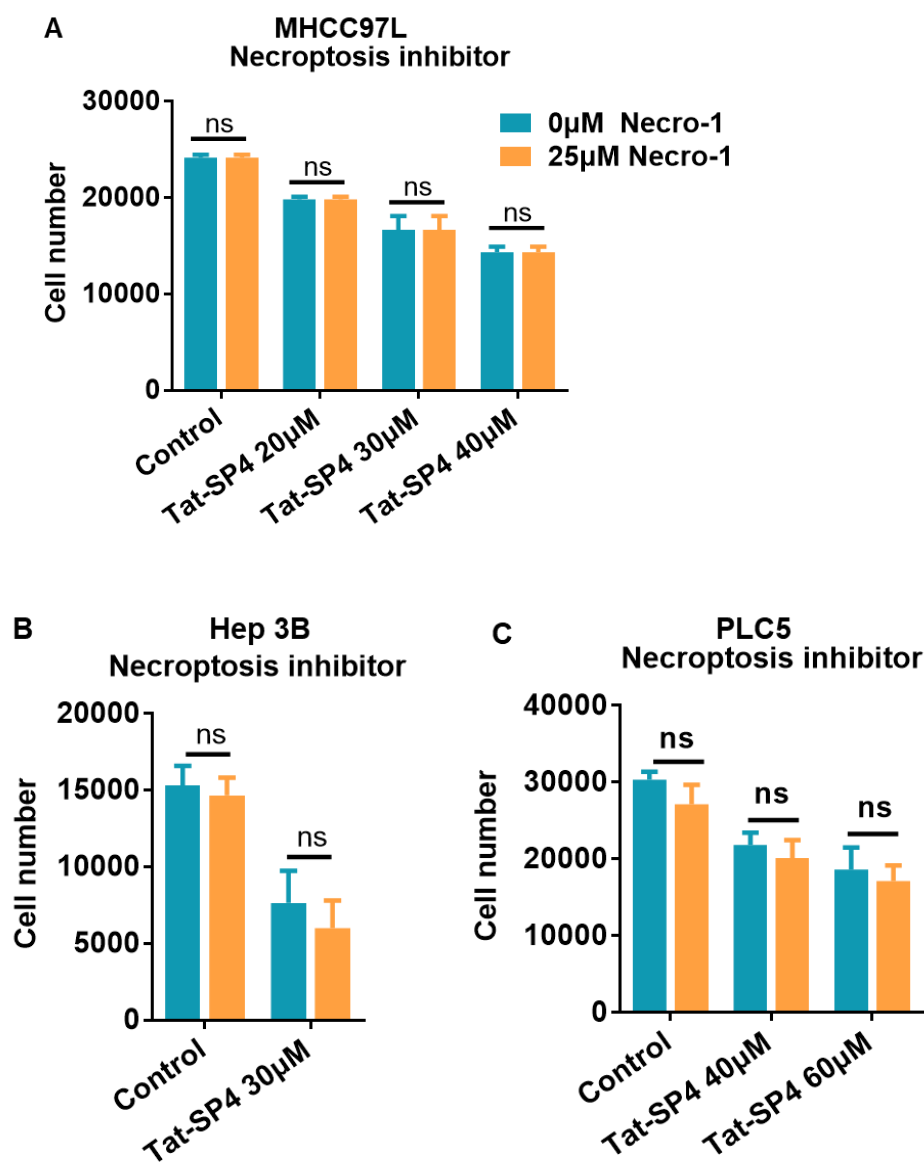 A
MHCC97L
Necroptosis inhibitor
30000
20000
10000
0
Cell number
ns
ns
ns
ns
0µM  Necro-1
25µM Necro-1
Control
Tat-SP4 20µM
Tat-SP4 30µM
Tat-SP4 40µM
B
Hep 3B
Necroptosis inhibitor
20000
15000
10000
5000
0
Cell number
ns
ns
Control
Tat-SP4 30µM
C
PLC5
Necroptosis inhibitor
40000
30000
20000
10000
0
Cell number
ns
ns
ns
Control
Tat-SP4 40µM
Tat-SP4 60µM